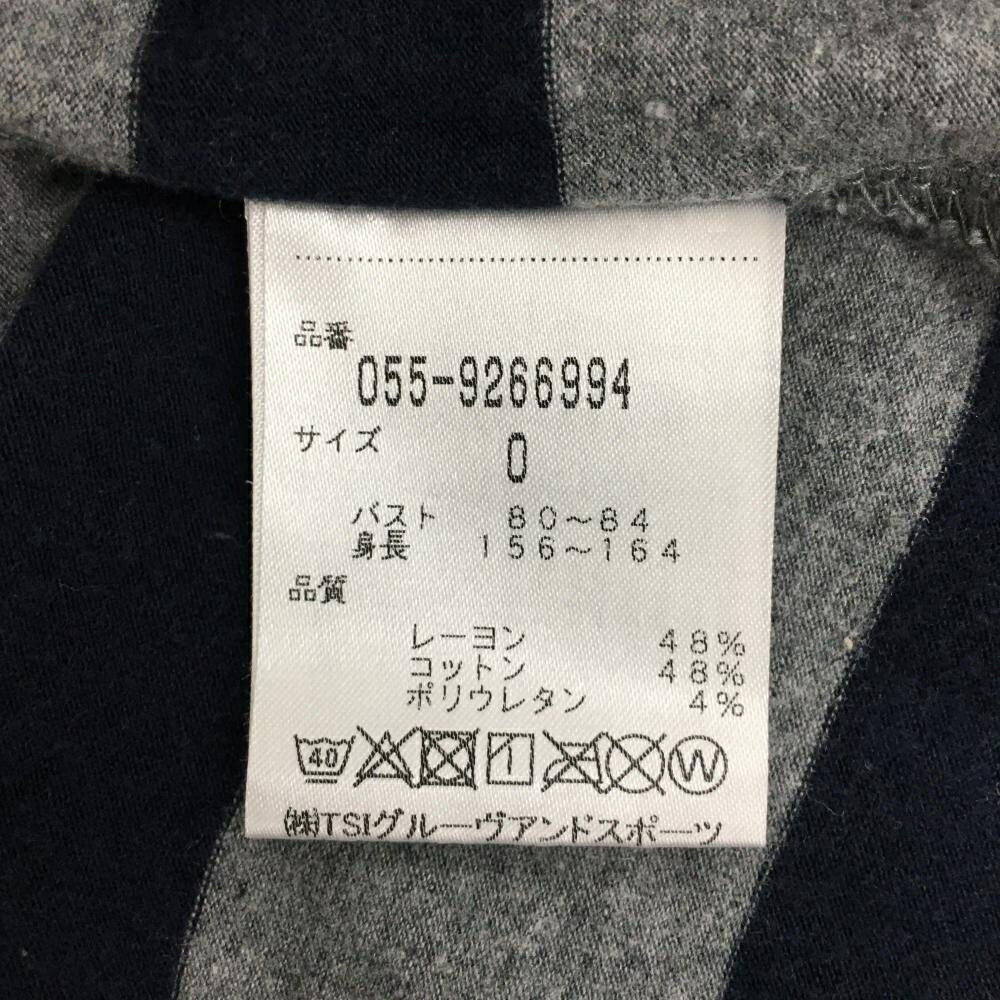 品番
055-9266994
サイズ 0
バスト 80～84
身長 156～164
品質
レーヨン 48%
コットン 48%
ポリウレタン 4%
40 W
㈱TSIグルーヴアンドスポーツ